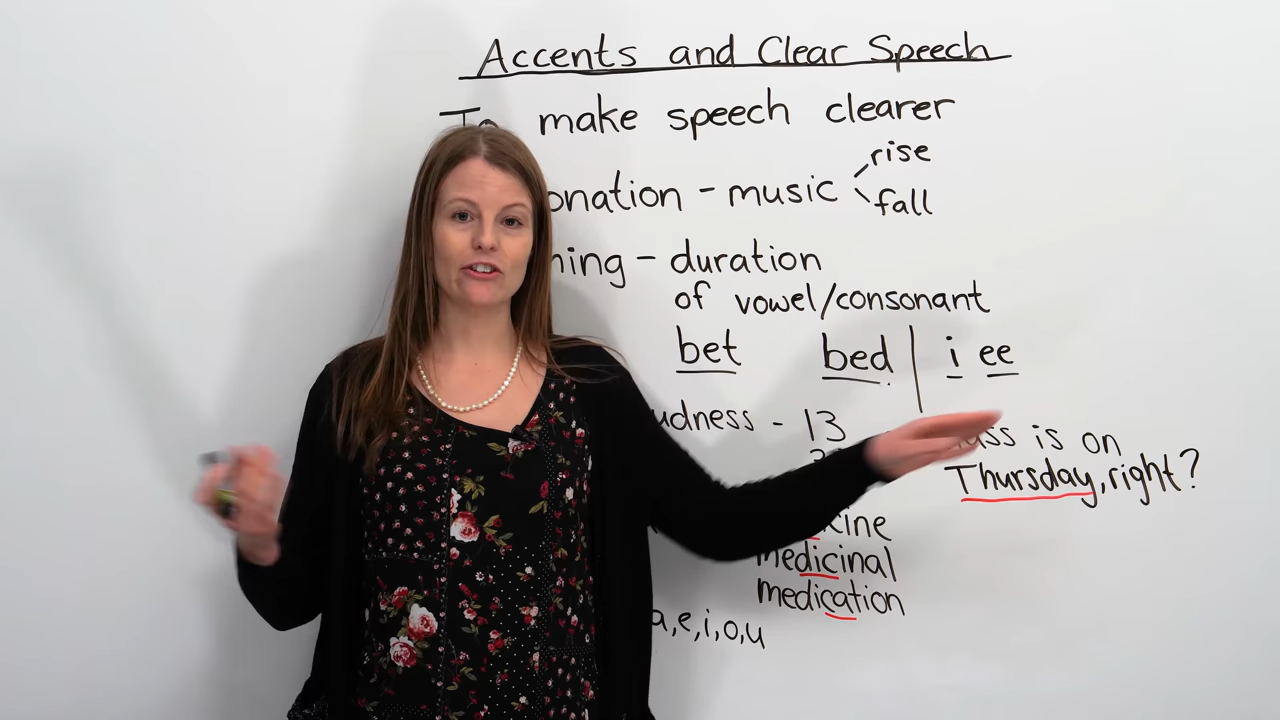 Accents and Clear Speech
To make speech clearer
onation - music
rise
fall
ning - duration
of vowel/consonant
bet bed | i ee
udness - 13
ass is on
Thursday, right?
cine
medicinal
medication
a, e, i, o, u